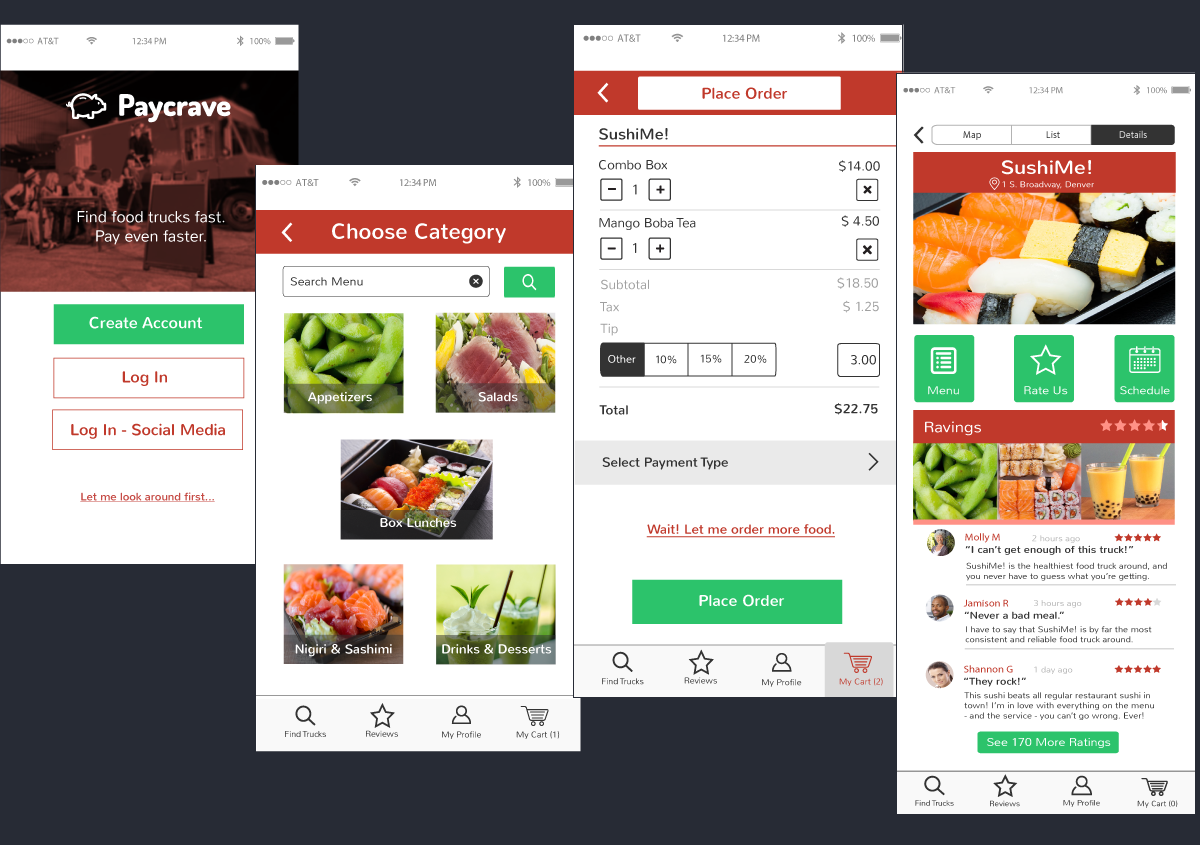 AT&T 12:34 PM 100%
Paycrave
Find food trucks fast.
Pay even faster.
Create Account
Log In
Log In - Social Media
Let me look around first...
AT&T 12:34 PM 100%
Choose Category
Search Menu
Appetizers
Salads
Box Lunches
Nigiri & Sashimi
Drinks & Desserts
Find Trucks
Reviews
My Profile
My Cart (1)
AT&T 12:34 PM 100%
Place Order
SushiMe!
Combo Box $14.00
1
Mango Boba Tea $ 4.50
1
Subtotal $18.50
Tax $ 1.25
Tip
Other 10% 15% 20% 3.00
Total $22.75
Select Payment Type
Wait! Let me order more food.
Place Order
Find Trucks
Reviews
My Profile
My Cart (2)
AT&T 12:34 PM 100%
Map List Details
SushiMe!
1 S. Broadway, Denver
Menu
Rate Us
Schedule
Ravings
Molly M 2 hours ago
“I can’t get enough of this truck!”
SushiMe! is the healthiest food truck around, and
you never have to guess what you’re getting.
Jamison R 3 hours ago
“Never a bad meal.”
I have to say that SushiMe! is by far the most
consistent and reliable food truck around.
Shannon G 1 day ago
“They rock!”
This sushi beats all regular restaurant sushi in
town! I’m in love with everything on the menu
- and the service - you can’t go wrong. Ever!
See 170 More Ratings
Find Trucks
Reviews
My Profile
My Cart (0)